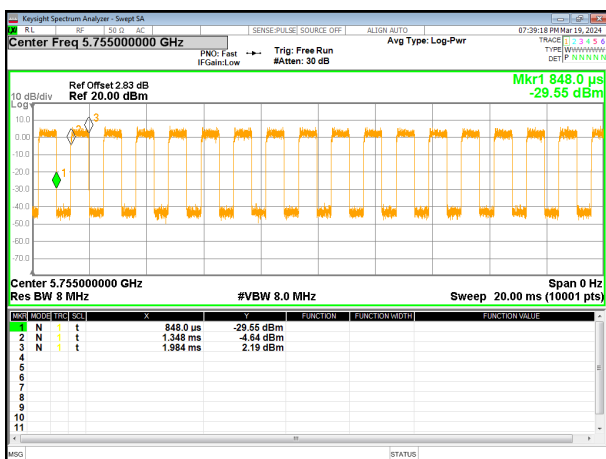 Keysight Spectrum Analyzer - Swept SA
RL RF 50 Ω AC SENSE:PULSE SOURCE OFF ALIGN AUTO 07:39:18 PM Mar 19, 2024
Center Freq 5.755000000 GHz Avg Type: Log-Pwr TRACE 1 2 3 4 5 6
PNO: Fast Trig: Free Run TYPE WWWWWW
IFGain:Low #Atten: 30 dB DET P N N N N N
Mkr1 848.0 µs
-29.55 dBm
Ref Offset 2.83 dB
10 dB/div Ref 20.00 dBm
Log
10.0
0.00
-10.0
-20.0
-30.0
-40.0
-50.0
-60.0
-70.0
1
2
3
Center 5.755000000 GHz Span 0 Hz
Res BW 8 MHz #VBW 8.0 MHz Sweep 20.00 ms (10001 pts)
MKR MODE TRC SCL X Y FUNCTION FUNCTION WIDTH FUNCTION VALUE
1 N 1 t 848.0 µs -29.55 dBm
2 N 1 t 1.348 ms -4.64 dBm
3 N 1 t 1.984 ms 2.19 dBm
4
5
6
7
8
9
10
11
MSG STATUS